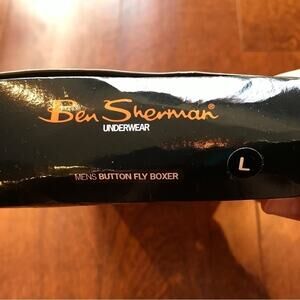 Ben Sherman®
UNDERWEAR
MENS BUTTON FLY BOXER
L